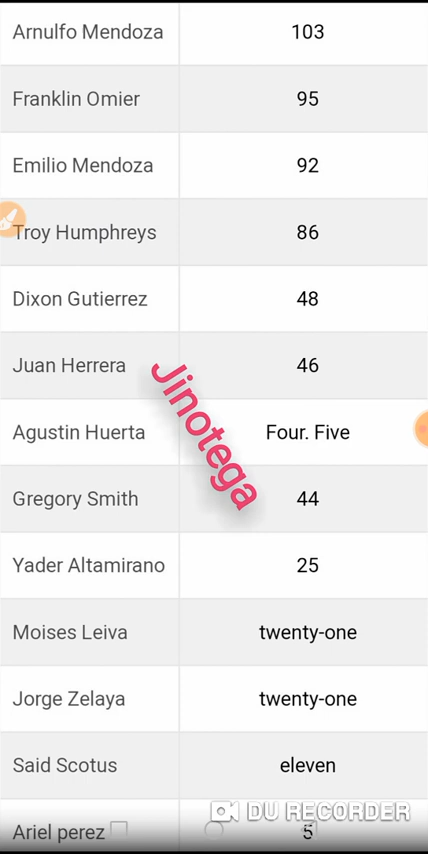 Arnulfo Mendoza 103
Franklin Omier 95
Emilio Mendoza 92
Troy Humphreys 86
Dixon Gutierrez 48
Juan Herrera 46
Jinotega
Agustin Huerta Four. Five
Gregory Smith 44
Yader Altamirano 25
Moises Leiva twenty-one
Jorge Zelaya twenty-one
Said Scotus eleven
DU RECORDER
Ariel perez 5